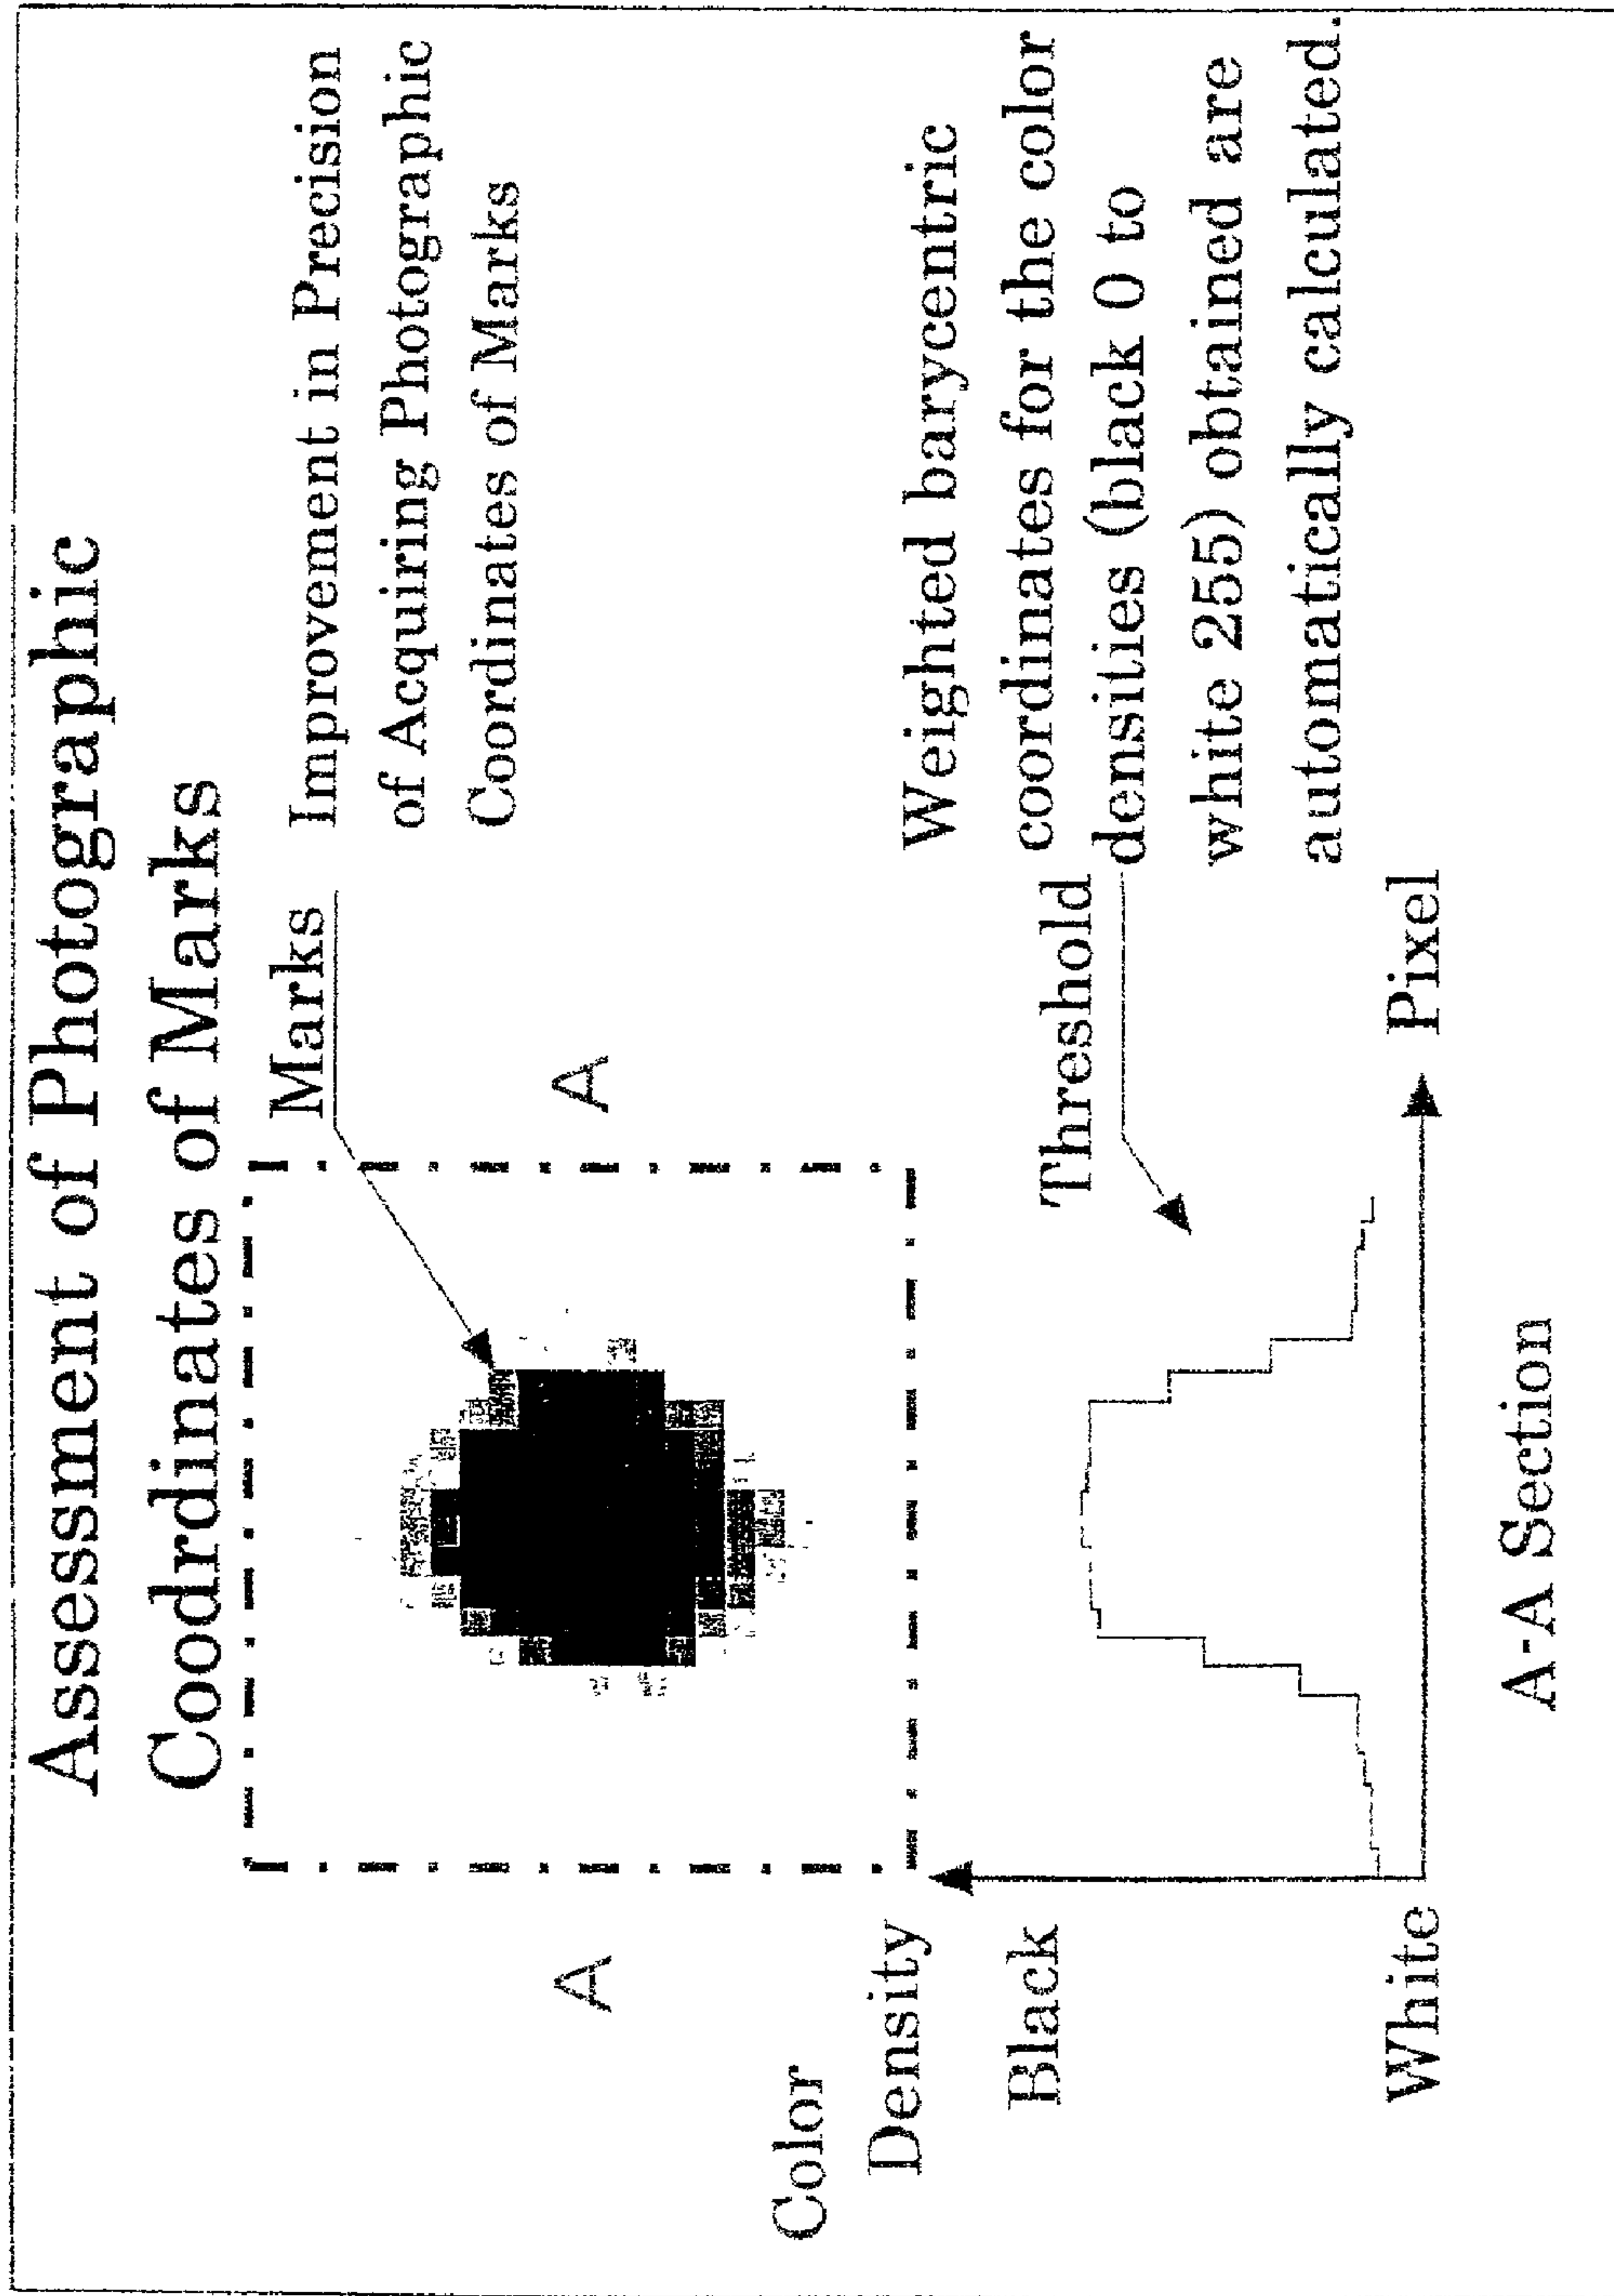 Assessment of Photographic
Coordinates of Marks
Marks
Improvement in Precision
of Acquiring Photographic
Coordinates of Marks
A
A
Color
Density
Black
White
Threshold
Pixel
Weighted barycentric
coordinates for the color
densities (black 0 to
white 255) obtained are
automatically calculated.
A-A Section